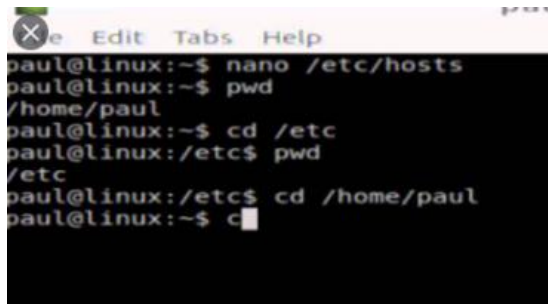 e Edit Tabs Help
paul@linux:~$ nano /etc/hosts
paul@linux:~$ pwd
/home/paul
paul@linux:~$ cd /etc
paul@linux:/etc$ pwd
/etc
paul@linux:/etc$ cd /home/paul
paul@linux:~$ c